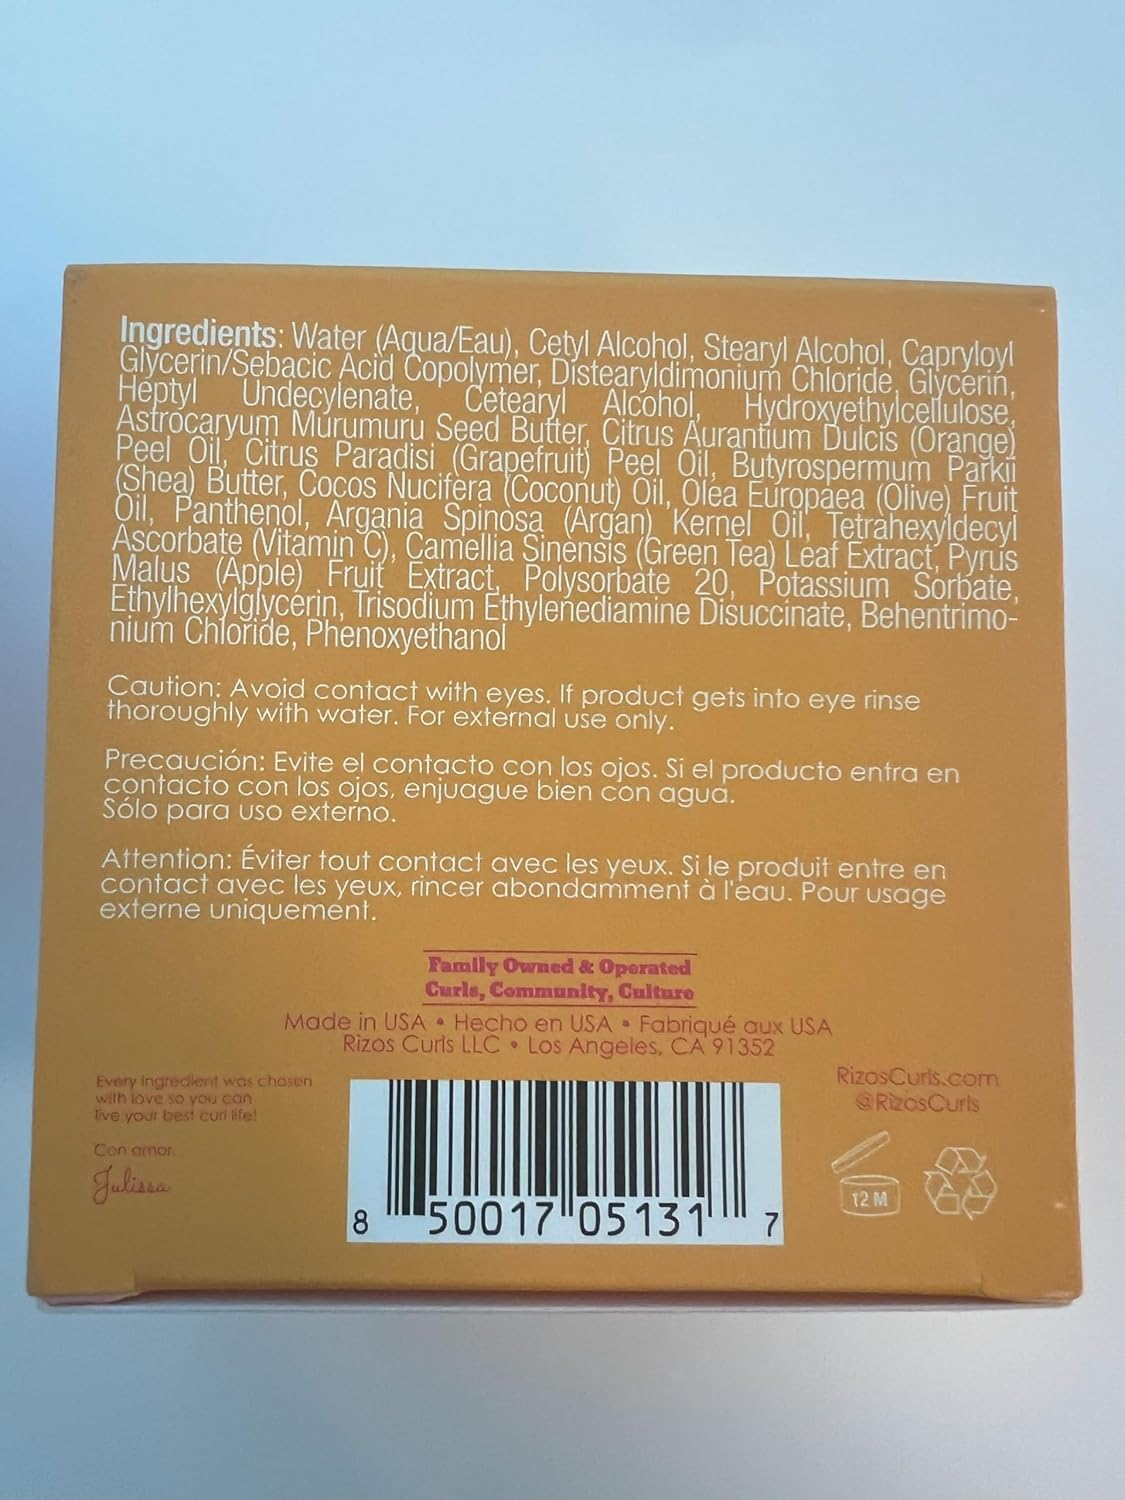 Ingredients: Water (Aqua/Eau), Cetyl Alcohol, Stearyl Alcohol, Capryloyl
Glycerin/Sebacic Acid Copolymer, Distearyldimonium Chloride, Glycerin,
Heptyl Undecylenate, Cetearyl Alcohol, Hydroxyethylcellulose,
Astrocaryum Murumuru Seed Butter, Citrus Aurantium Dulcis (Orange)
Peel Oil, Citrus Paradisi (Grapefruit) Peel Oil, Butyrospermum Parkii
(Shea) Butter, Cocos Nucifera (Coconut) Oil, Olea Europaea (Olive) Fruit
Oil, Panthenol, Argania Spinosa (Argan) Kernel Oil, Tetrahexyldecyl
Ascorbate (Vitamin C), Camellia Sinensis (Green Tea) Leaf Extract, Pyrus
Malus (Apple) Fruit Extract, Polysorbate 20, Potassium Sorbate,
Ethylhexylglycerin, Trisodium Ethylenediamine Disuccinate, Behentrimo-
nium Chloride, Phenoxyethanol
Caution: Avoid contact with eyes. If product gets into eye rinse
thoroughly with water. For external use only.
Precaución: Evite el contacto con los ojos. Si el producto entra en
contacto con los ojos, enjuague bien con agua.
Sólo para uso externo.
Attention: Éviter tout contact avec les yeux. Si le produit entre en
contact avec les yeux, rincer abondamment à l'eau. Pour usage
externe uniquement.
Family Owned & Operated
Curls, Community, Culture
Made in USA • Hecho en USA • Fabriqué aux USA
Rizos Curls LLC • Los Angeles, CA 91352
Every ingredient was chosen
with love so you can
live your best curl life!
Con amor,
Julissa
8 50017 05131 7
RizosCurls.com
@RizosCurls
12 M